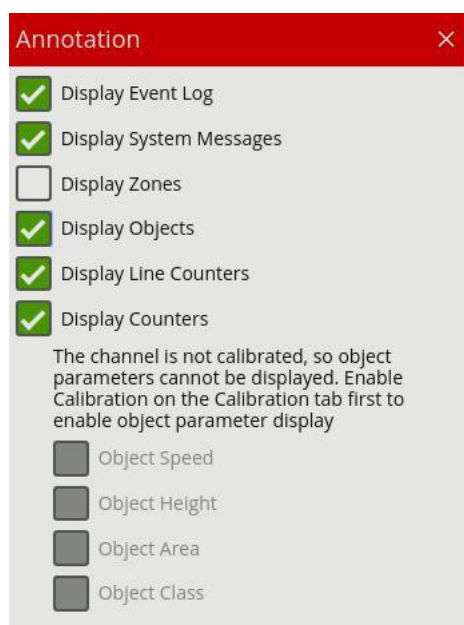 Annotation
Display Event Log
Display System Messages
Display Zones
Display Objects
Display Line Counters
Display Counters
The channel is not calibrated, so object
parameters cannot be displayed. Enable
Calibration on the Calibration tab first to
enable object parameter display
Object Speed
Object Height
Object Area
Object Class